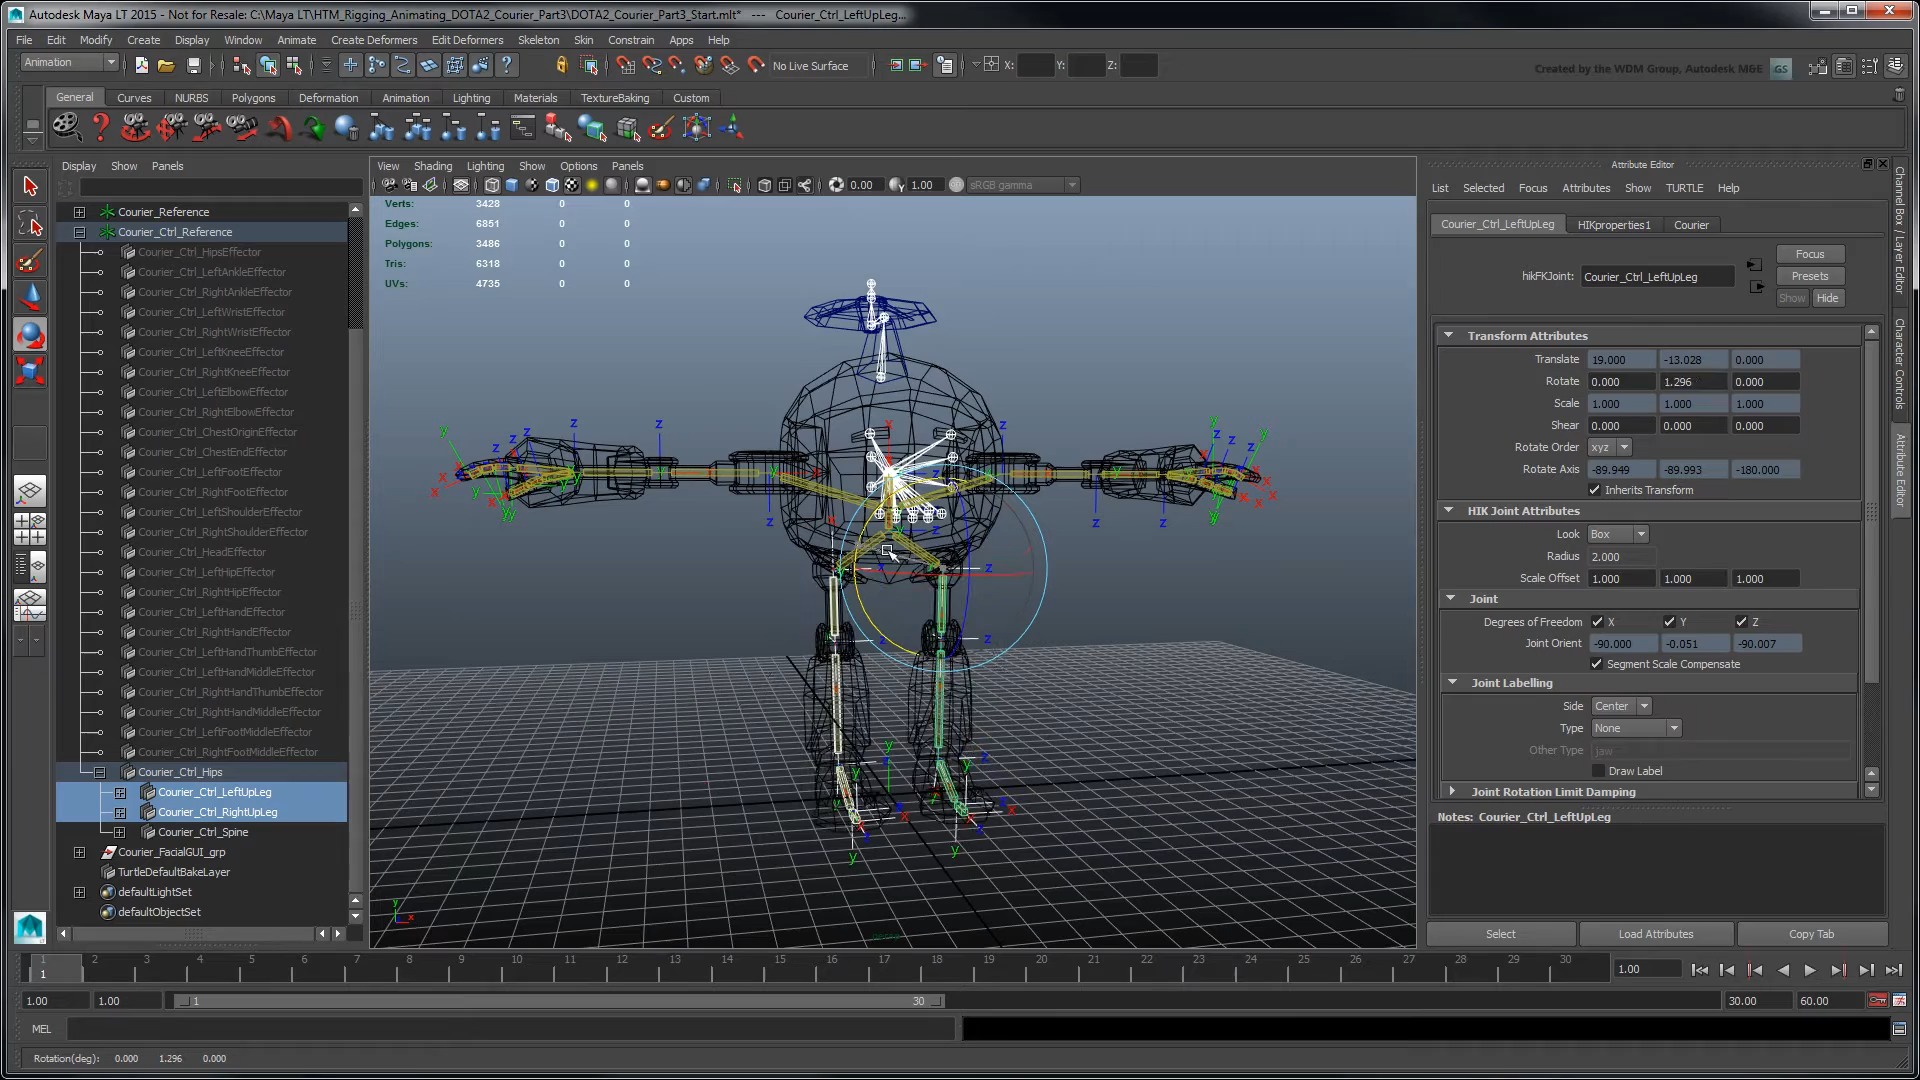 Autodesk Maya LT 2015 - Not for Resale: C:\Maya LT\HTM_Rigging_Animating_DOTA2_Courier_Part3\DOTA2_Courier_Part3_Start.mlt* --- Courier_Ctrl_LeftUpLeg...
File Edit Modify Create Display Window Animate Create Deformers Edit Deformers Skeleton Skin Constrain Apps Help
Animation No Live Surface X: Y: Z: Created by the WDM Group, Autodesk M&E GS
General Curves NURBS Polygons Deformation Animation Lighting Materials TextureBaking Custom
Display Show Panels
Courier_Reference
Courier_Ctrl_Reference
Courier_Ctrl_HipsEffector
Courier_Ctrl_LeftAnkleEffector
Courier_Ctrl_RightAnkleEffector
Courier_Ctrl_LeftWristEffector
Courier_Ctrl_RightWristEffector
Courier_Ctrl_LeftKneeEffector
Courier_Ctrl_RightKneeEffector
Courier_Ctrl_LeftElbowEffector
Courier_Ctrl_RightElbowEffector
Courier_Ctrl_ChestOriginEffector
Courier_Ctrl_ChestEndEffector
Courier_Ctrl_LeftFootEffector
Courier_Ctrl_RightFootEffector
Courier_Ctrl_LeftShoulderEffector
Courier_Ctrl_RightShoulderEffector
Courier_Ctrl_HeadEffector
Courier_Ctrl_LeftHipEffector
Courier_Ctrl_RightHipEffector
Courier_Ctrl_LeftHandEffector
Courier_Ctrl_RightHandEffector
Courier_Ctrl_LeftHandThumbEffector
Courier_Ctrl_LeftHandMiddleEffector
Courier_Ctrl_RightHandThumbEffector
Courier_Ctrl_RightHandMiddleEffector
Courier_Ctrl_LeftFootMiddleEffector
Courier_Ctrl_RightFootMiddleEffector
Courier_Ctrl_Hips
Courier_Ctrl_LeftUpLeg
Courier_Ctrl_RightUpLeg
Courier_Ctrl_Spine
Courier_FacialGUI_grp
TurtleDefaultBakeLayer
defaultLightSet
defaultObjectSet
View Shading Lighting Show Options Panels
0.00 1.00 sRGB gamma
Verts: 3428 0 0
Edges: 6851 0 0
Polygons: 3486 0 0
Tris: 6318 0 0
UVs: 4735 0 0
Attribute Editor
List Selected Focus Attributes Show TURTLE Help
Courier_Ctrl_LeftUpLeg HIKproperties1 Courier
hikFKJoint: Courier_Ctrl_LeftUpLeg
Focus
Presets
Show Hide
Transform Attributes
Translate 19.000 -13.028 0.000
Rotate 0.000 1.296 0.000
Scale 1.000 1.000 1.000
Shear 0.000 0.000 0.000
Rotate Order xyz
Rotate Axis -89.949 -89.993 -180.000
Inherits Transform
HIK Joint Attributes
Look Box
Radius 2.000
Scale Offset 1.000 1.000 1.000
Joint
Degrees of Freedom X Y Z
Joint Orient -90.000 -0.051 -90.007
Segment Scale Compensate
Joint Labelling
Side Center
Type None
Other Type jaw
Draw Label
Joint Rotation Limit Damping
Notes: Courier_Ctrl_LeftUpLeg
Select Load Attributes Copy Tab
Channel Box / Layer Editor
Character Controls
Attribute Editor
1 2 3 4 5 6 7 8 9 10 11 12 13 14 15 16 17 18 19 20 21 22 23 24 25 26 27 28 29 30
1
1.00
1.00 1.00 1 30 30.00 60.00
MEL
Rotation(deg): 0.000 1.296 0.000